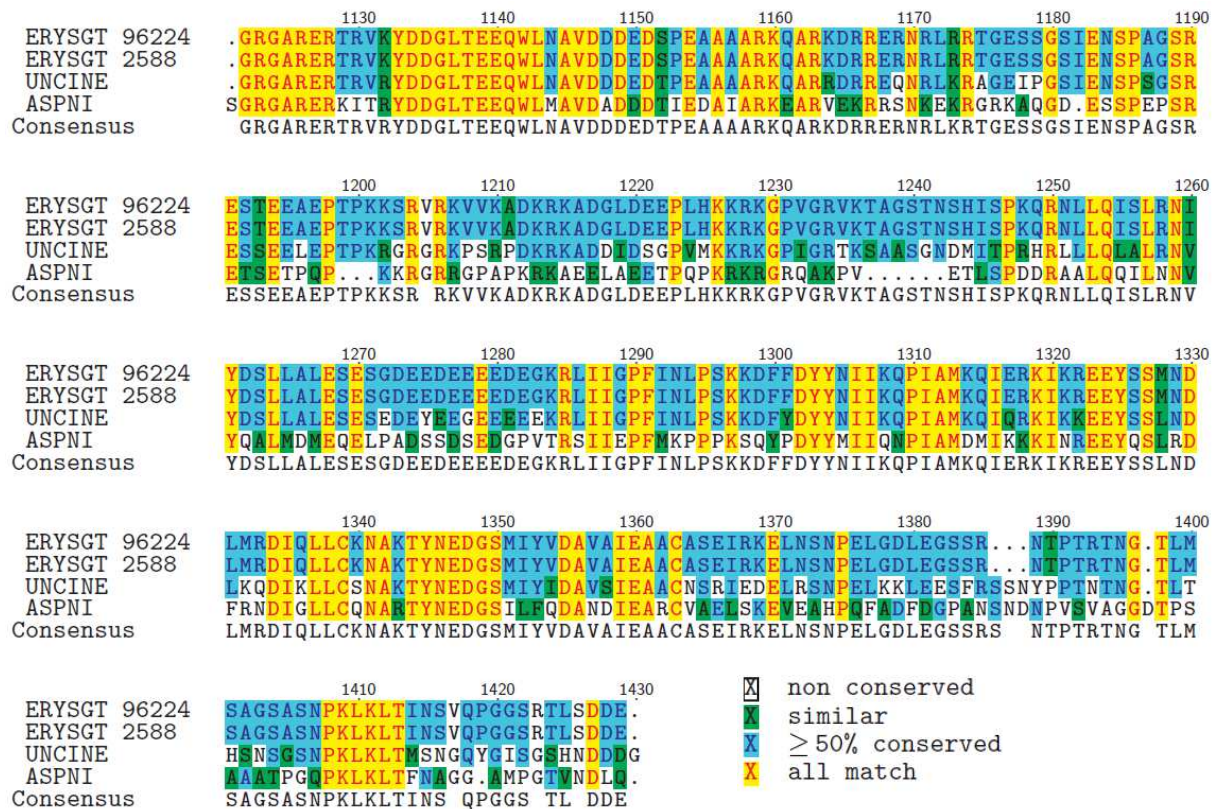 1130 1140 1150 1160 1170 1180 1190
ERYSGT 96224 .GRGARERTRVKYDDGLTEEQWLNAVDDDEDSPEAAAARKQARKDRRERNRLRRTGESSGSIENSPAGSR
ERYSGT 2588 .GRGARERTRVKYDDGLTEEQWLNAVDDDEDSPEAAAARKQARKDRRERNRLRRTGESSGSIENSPAGSR
UNCINE .GRGARERTRVRYDDGLTEEQWLNAVDDDEDTPEAAAARKQARRDRREQNRLKRAGEIPGSIENSPSGSR
ASPNI SGRGARERKITRYDDGLTEEQWLMAVDADDDTIEDAIARKEARVEKRRSNKEKRGRKAQGD.ESSPEPSR
Consensus GRGARERTRVRYDDGLTEEQWLNAVDDDEDTPEAAAARKQARKDRRERNRLKRTGESSGSIENSPAGSR
1200 1210 1220 1230 1240 1250 1260
ERYSGT 96224 ESTEEAEPTPKKSRVRKVVKADKRKADGLDEEPLHKKRKGPVGRVKTAGSTNSHISPKQRNLLQISLRNI
ERYSGT 2588 ESTEEAEPTPKKSRVRKVVKADKRKADGLDEEPLHKKRKGPVGRVKTAGSTNSHISPKQRNLLQISLRNI
UNCINE ESSEELEPTPKRGRGRKPSRPDKRKADDIDSGPVMKKRKGPIGRTKSAASGNDMITPRHRLLLQLALRNV
ASPNI ETSETPQP...KKRGRRGPAPKRKAEELAEETPQPKRKRGRQAKPV......ETLSPDDRAALQQILNNV
Consensus ESSEEAEPTPKKSR RKVVKADKRKADGLDEEPLHKKRKGPVGRVKTAGSTNSHISPKQRNLLQISLRNV
1270 1280 1290 1300 1310 1320 1330
ERYSGT 96224 YDSLLALESESGDEEDEEEEDEGKRLIIGPFINLPSKKDFFDYYNIIKQPIAMKQIERKIKREEYSSMND
ERYSGT 2588 YDSLLALESESGDEEDEEEEDEGKRLIIGPFINLPSKKDFFDYYNIIKQPIAMKQIERKIKREEYSSMND
UNCINE YDSLLALESESEDEYEEGEEEEEKRLIIGPFINLPSKKDFYDYYNIIKQPIAMKQIQRKIKKEEYSSLND
ASPNI YQALMDMEQELPADSSDSEDGPVTRSIIEPFMKPPPKSQYPDYYMIIQNPIAMDMIKKKINREEYQSLRD
Consensus YDSLLALESESGDEEDEEEEDEGKRLIIGPFINLPSKKDFFDYYNIIKQPIAMKQIERKIKREEYSSLND
1340 1350 1360 1370 1380 1390 1400
ERYSGT 96224 LMRDIQLLCKNAKTYNEDGSMIYVDAVAIEAACASEIRKELNSNPELGDLEGSSR...NTPTRTNG.TLM
ERYSGT 2588 LMRDIQLLCKNAKTYNEDGSMIYVDAVAIEAACASEIRKELNSNPELGDLEGSSR...NTPTRTNG.TLM
UNCINE LKQDIKLLCSNAKTYNEDGSMIYIDAVSIEAACNSRIEDELRSNPELKKLEESFRSSNYPPTNTNG.TLT
ASPNI FRNDIGLLCQNARTYNEDGSILFQDANDIEARCVAELSKEVEAHPQFADFDGPANSNDNPVSVAGGDTPS
Consensus LMRDIQLLCKNAKTYNEDGSMIYVDAVAIEAACASEIRKELNSNPELGDLEGSSRS NTPTRTNG TLM
1410 1420 1430
ERYSGT 96224 SAGSASNPKLKLTINSVQPGGSRTLSDDE.
ERYSGT 2588 SAGSASNPKLKLTINSVQPGGSRTLSDDE.
UNCINE HSNSGSNPKLKLTMSNGQYGISGSHNDDDG
ASPNI AAATPGQPKLKLTFNAGG.AMPGTVNDLQ.
Consensus SAGSASNPKLKLTINS QPGGS TL DDE
X non conserved
X similar
X ≥ 50% conserved
X all match